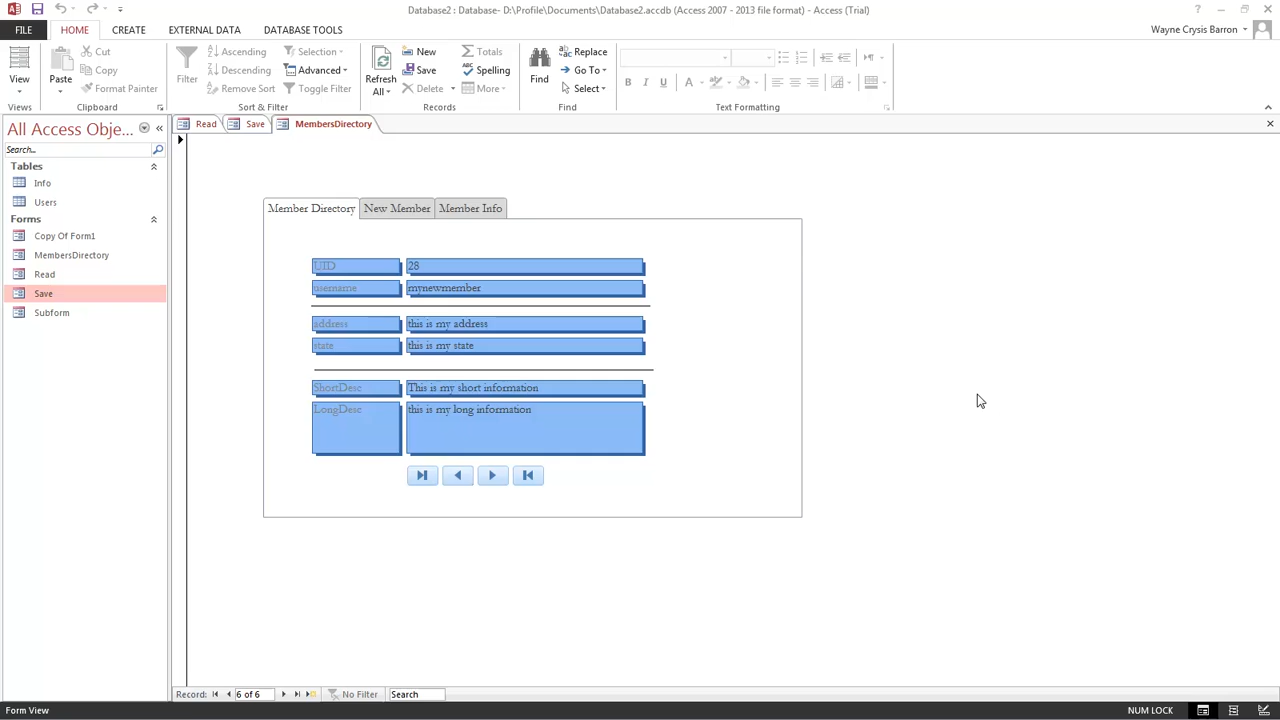 Database2 : Database- D:\Profile\Documents\Database2.accdb (Access 2007 - 2013 file format) - Access (Trial)
FILE HOME CREATE EXTERNAL DATA DATABASE TOOLS Wayne Crysis Barron
View
Views
Paste
Cut
Copy
Format Painter
Clipboard
Filter
Ascending
Descending
Remove Sort
Selection
Advanced
Toggle Filter
Sort & Filter
Refresh
All
New
Save
Delete
Totals
Spelling
More
Records
Find
Replace
Go To
Select
Find
B I U A
Text Formatting
All Access Obje...
Search...
Tables
Info
Users
Forms
Copy Of Form1
MembersDirectory
Read
Save
Subform
Read Save MembersDirectory
Member Directory New Member Member Info
UID 28
username mynewmember
address this is my address
state this is my state
ShortDesc This is my short information
LongDesc this is my long information
Record: 6 of 6 No Filter Search
Form View NUM LOCK